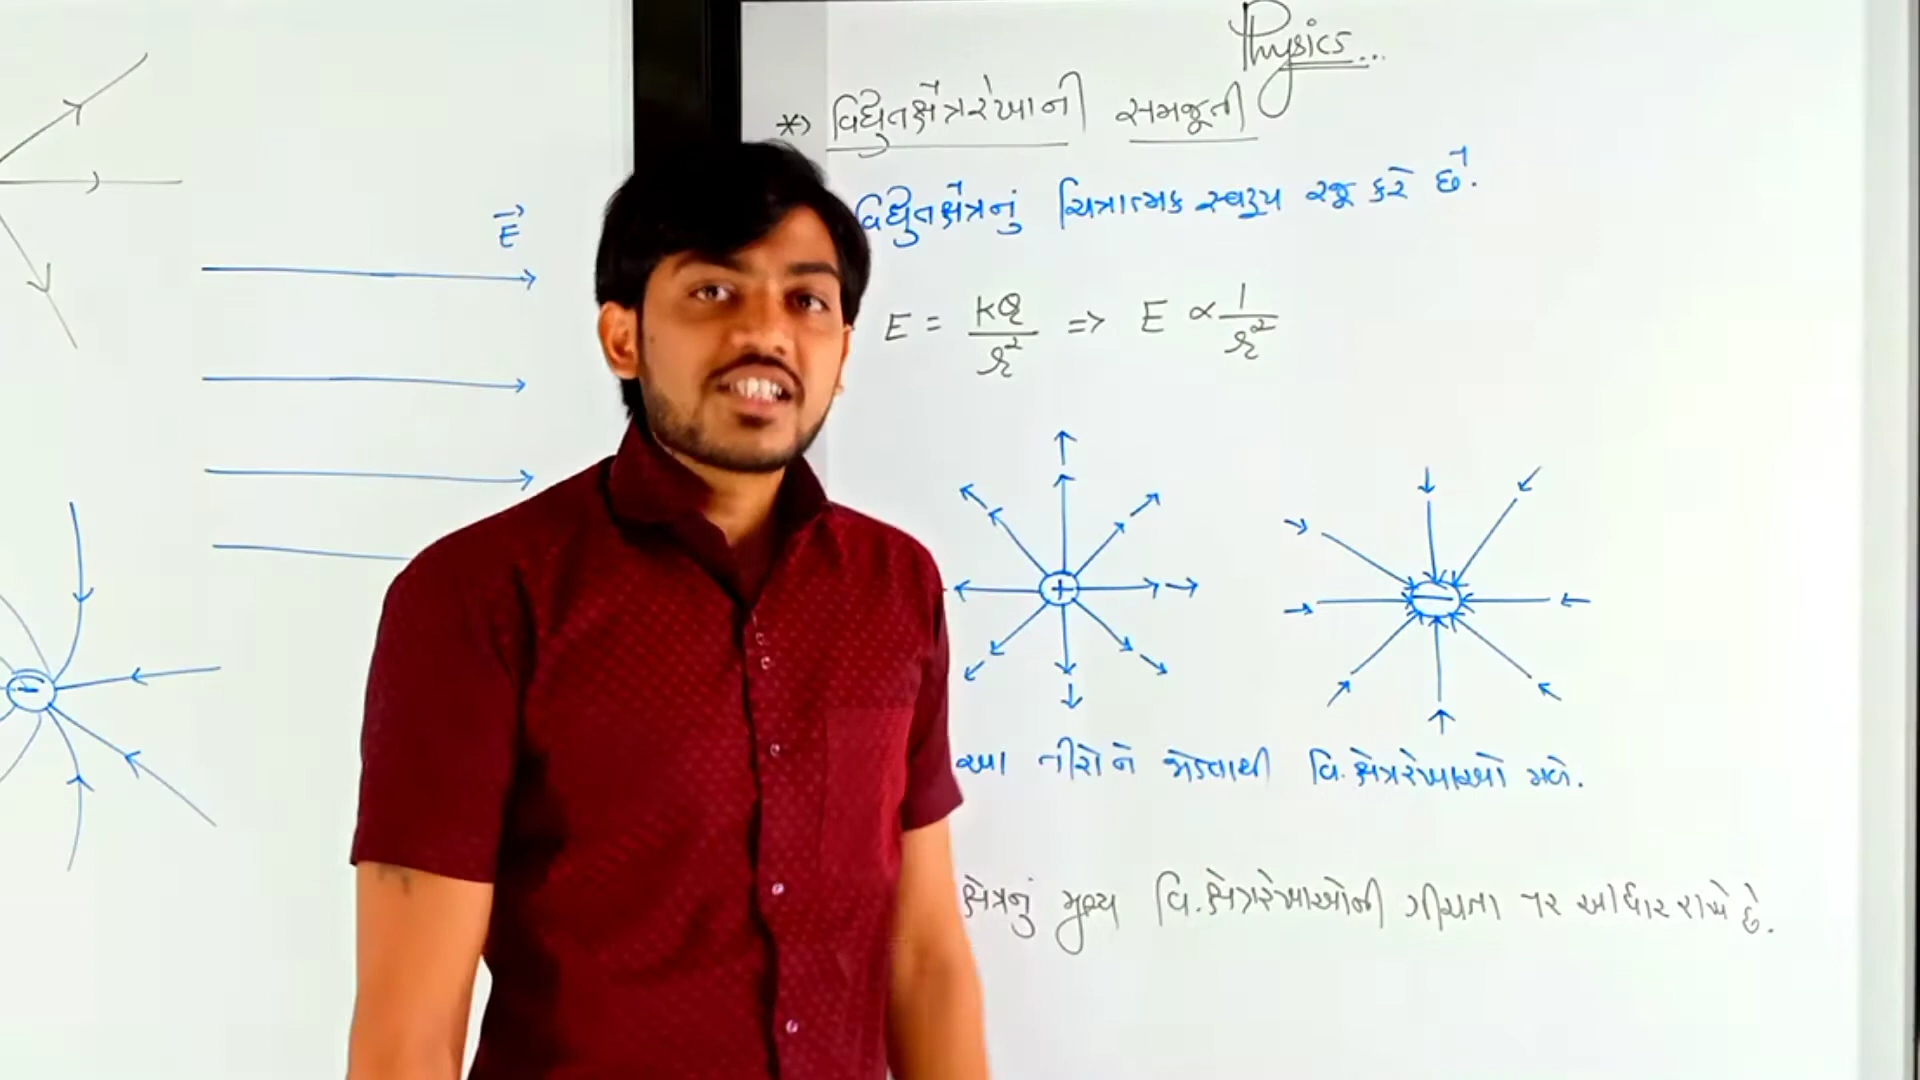 Physics...
*) વિદ્યુતક્ષેત્રરેખાની સમજૂતી
વિદ્યુતક્ષેત્રનું ચિત્રાત્મક સ્વરૂપ રજૂ કરે છે.
E = kQ/r² => E ∝ 1/r²
E⃗
+
−
−
આ તીરોને જોડતાથી વિ.ક્ષેત્રરેખાઓ મળે.
ક્ષેત્રનું મૂલ્ય વિ.ક્ષેત્રરેખાઓની ગીચતા પર આધાર રાખે છે.